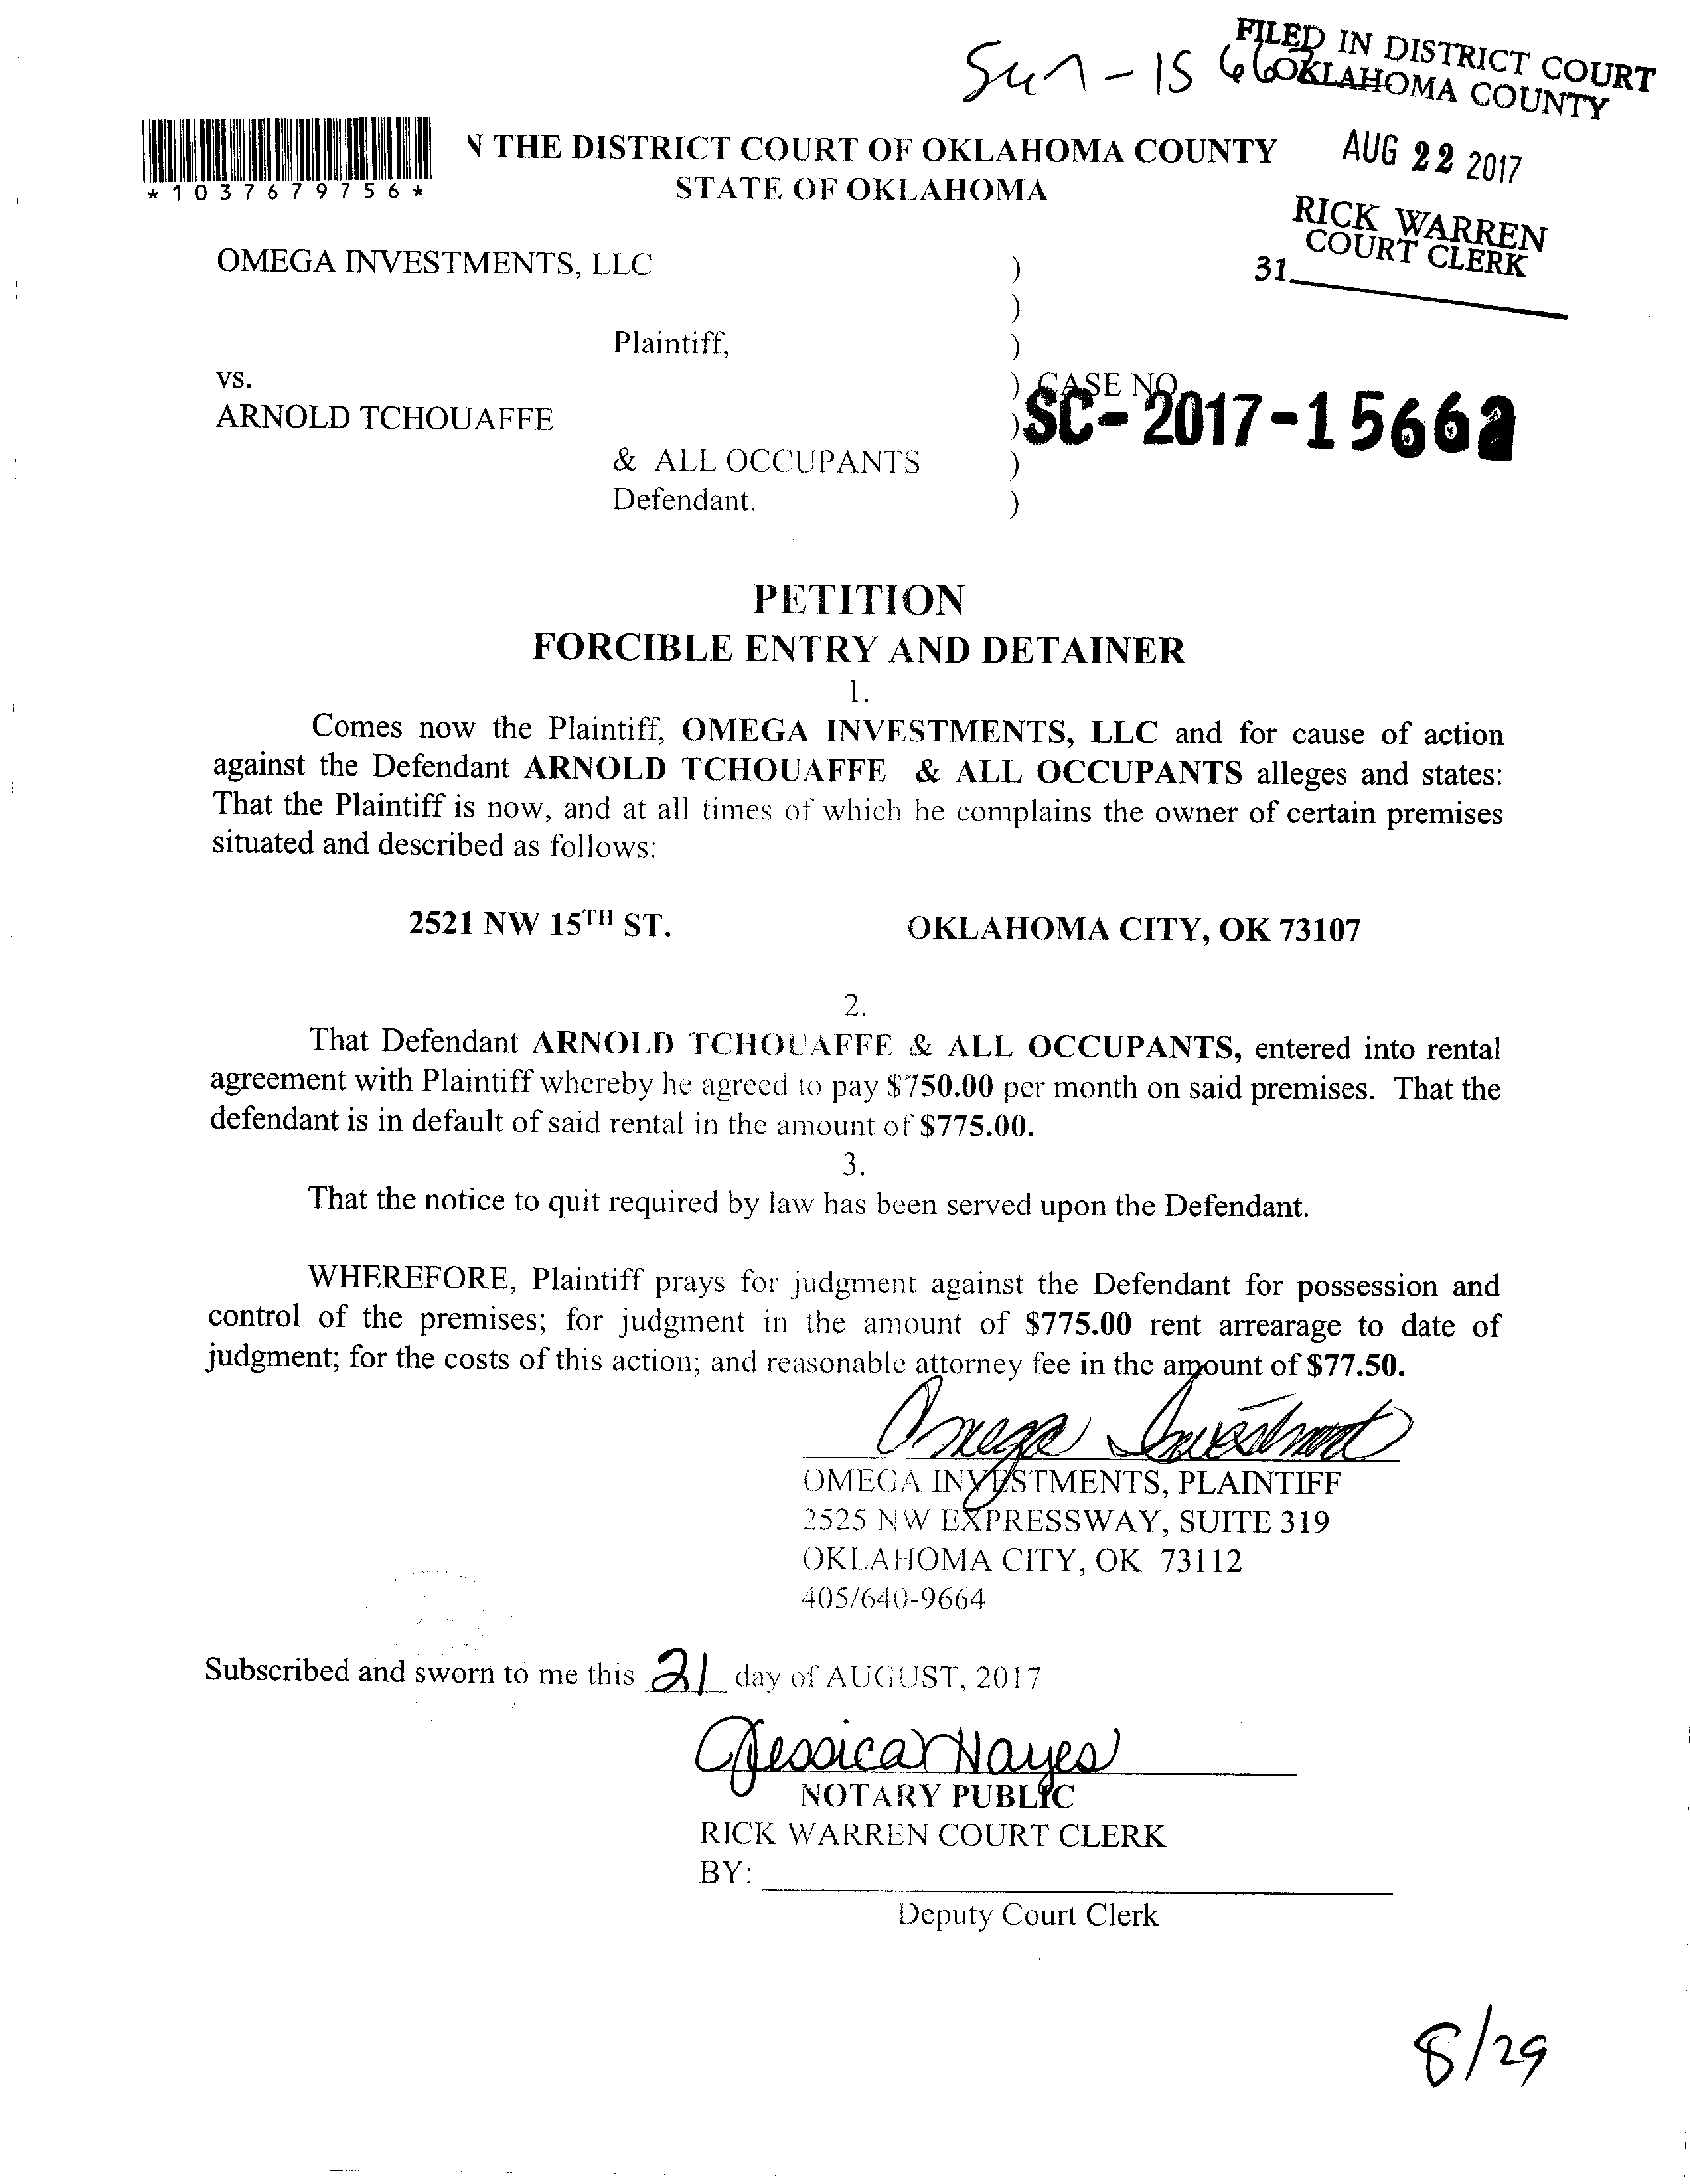 FILED IN DISTRICT COURT
OKLAHOMA COUNTY
AUG 22 2017
RICK WARREN
COURT CLERK
31
*1037679756*
N THE DISTRICT COURT OF OKLAHOMA COUNTY
STATE OF OKLAHOMA
OMEGA INVESTMENTS, LLC )
)
Plaintiff, )
vs. ) CASE NO.
ARNOLD TCHOUAFFE ) SC-2017-15662
& ALL OCCUPANTS )
Defendant. )
PETITION
FORCIBLE ENTRY AND DETAINER
1.
Comes now the Plaintiff, OMEGA INVESTMENTS, LLC and for cause of action
against the Defendant ARNOLD TCHOUAFFE & ALL OCCUPANTS alleges and states:
That the Plaintiff is now, and at all times of which he complains the owner of certain premises
situated and described as follows:
2521 NW 15TH ST. OKLAHOMA CITY, OK 73107
2.
That Defendant ARNOLD TCHOUAFFE & ALL OCCUPANTS, entered into rental
agreement with Plaintiff whereby he agreed to pay $750.00 per month on said premises. That the
defendant is in default of said rental in the amount of $775.00.
3.
That the notice to quit required by law has been served upon the Defendant.
WHEREFORE, Plaintiff prays for judgment against the Defendant for possession and
control of the premises; for judgment in the amount of $775.00 rent arrearage to date of
judgment; for the costs of this action; and reasonable attorney fee in the amount of $77.50.
Omega Investment
OMEGA INVESTMENTS, PLAINTIFF
2525 NW EXPRESSWAY, SUITE 319
OKLAHOMA CITY, OK 73112
405/640-9664
Subscribed and sworn to me this 21 day of AUGUST, 2017
Jessica Hayes
NOTARY PUBLIC
RICK WARREN COURT CLERK
BY:
Deputy Court Clerk
8/29